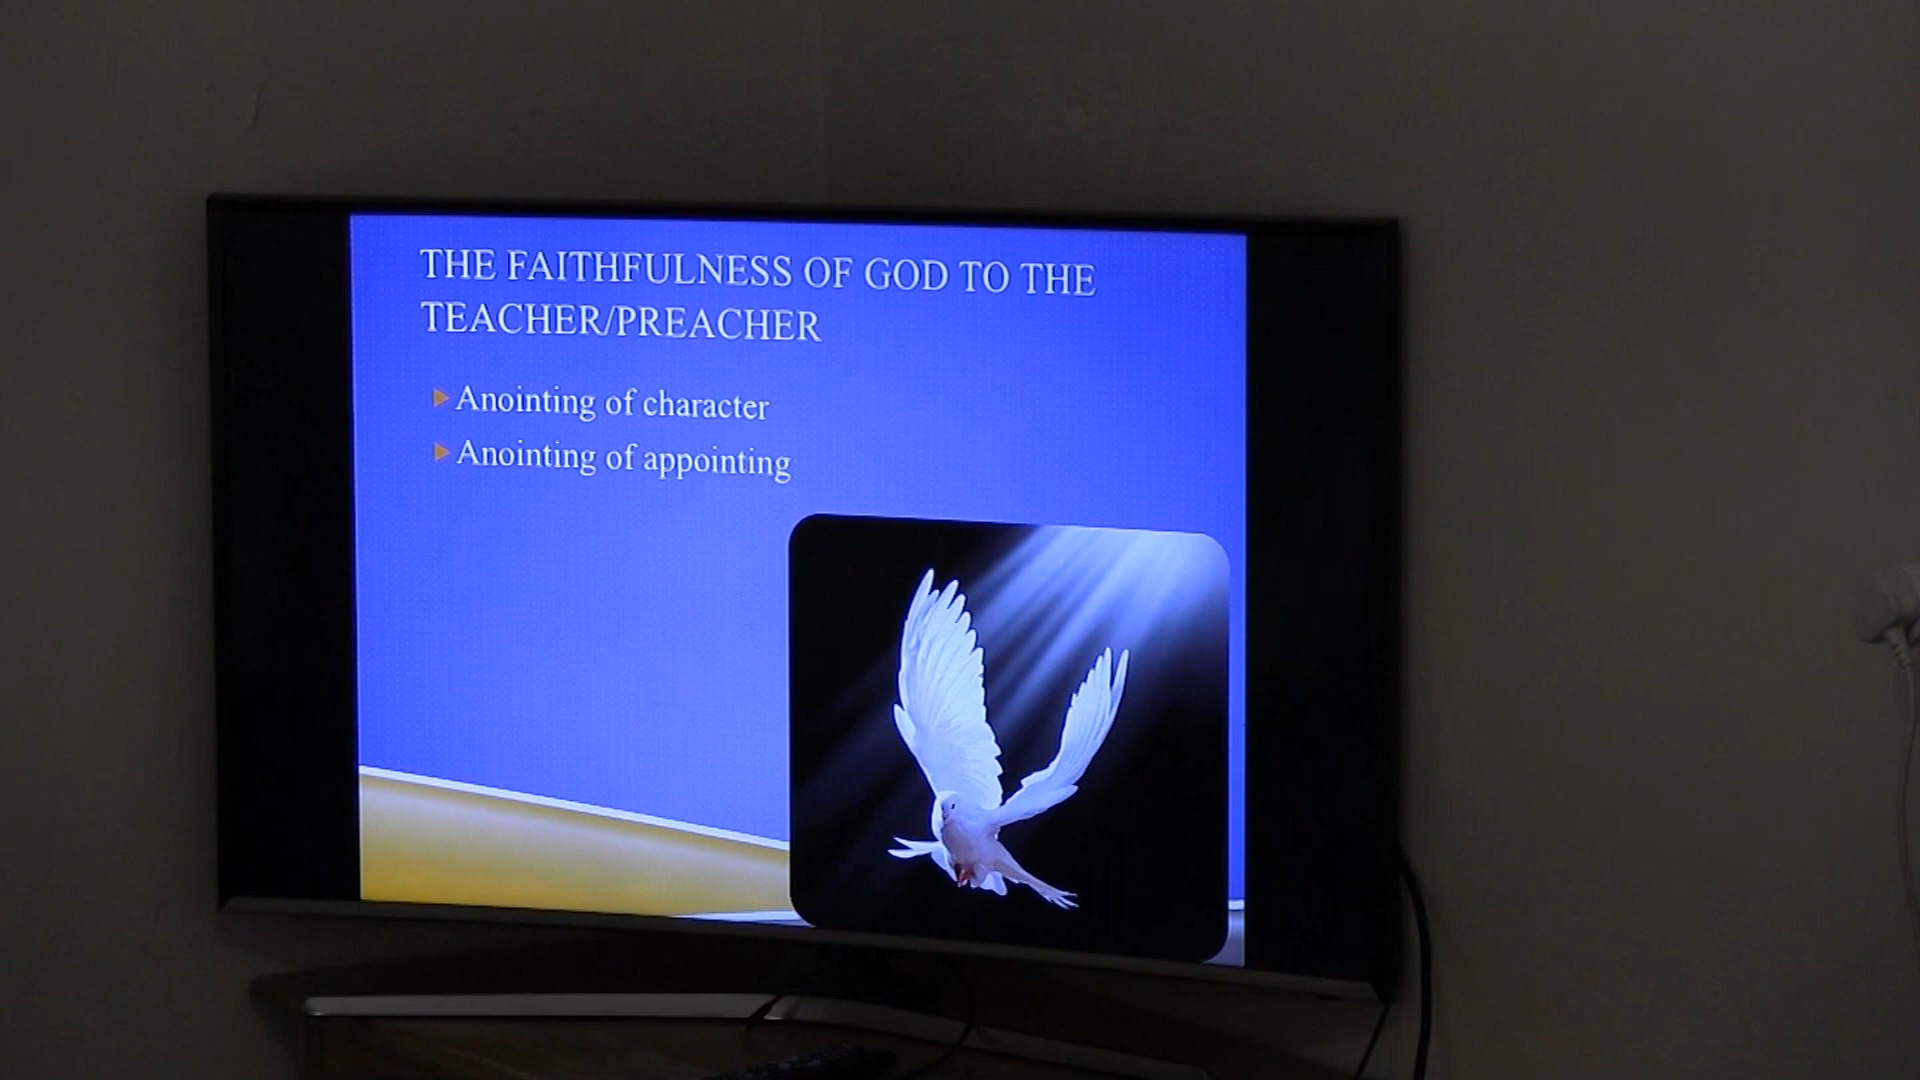 THE FAITHFULNESS OF GOD TO THE
TEACHER/PREACHER
Anointing of character
Anointing of appointing